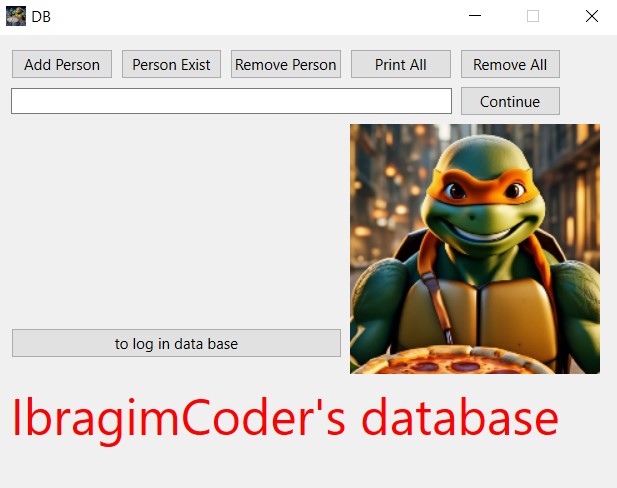 DB
Add Person Person Exist Remove Person Print All Remove All
Continue
to log in data base
IbragimCoder's database